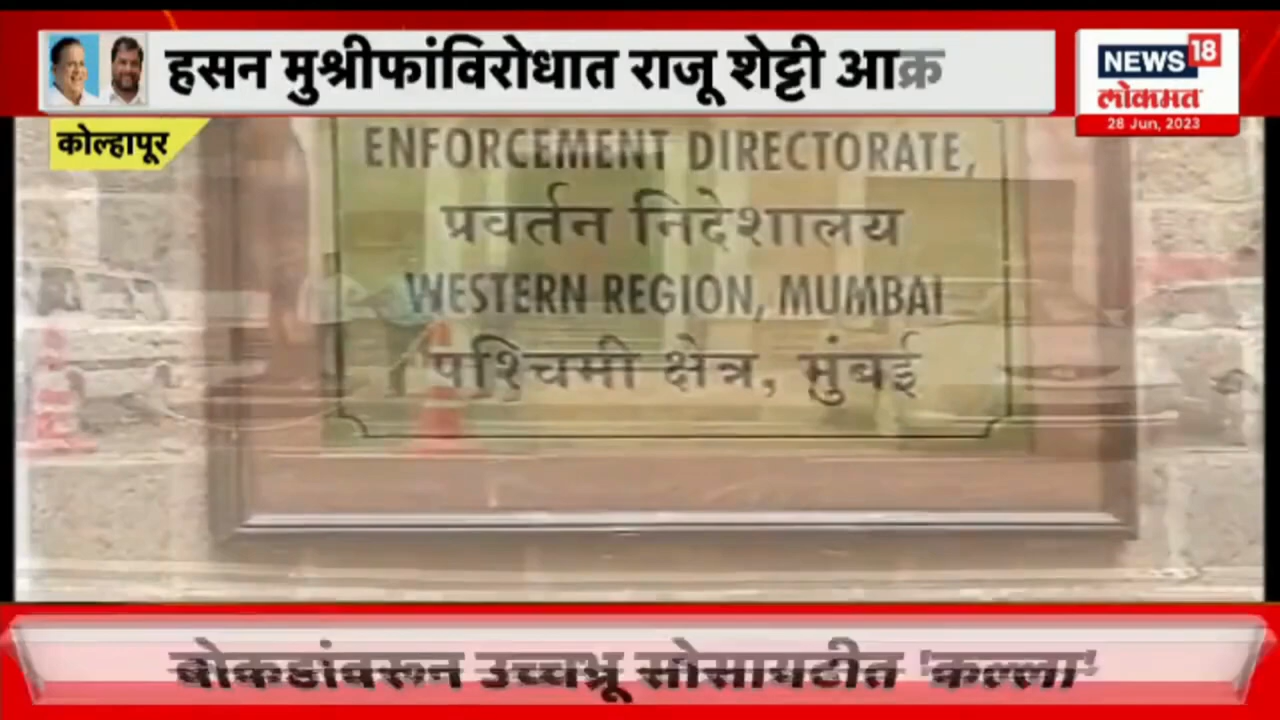 हसन मुश्रीफांविरोधात राजू शेट्टी आक्र
NEWS 18
लोकमत
28 Jun, 2023
कोल्हापूर
ENFORCEMENT DIRECTORATE,
प्रवर्तन निदेशालय
WESTERN REGION, MUMBAI
पश्चिमी क्षेत्र, मुंबई
बोकडांवरून उच्चभ्रू सोसायटीत 'कल्ला'